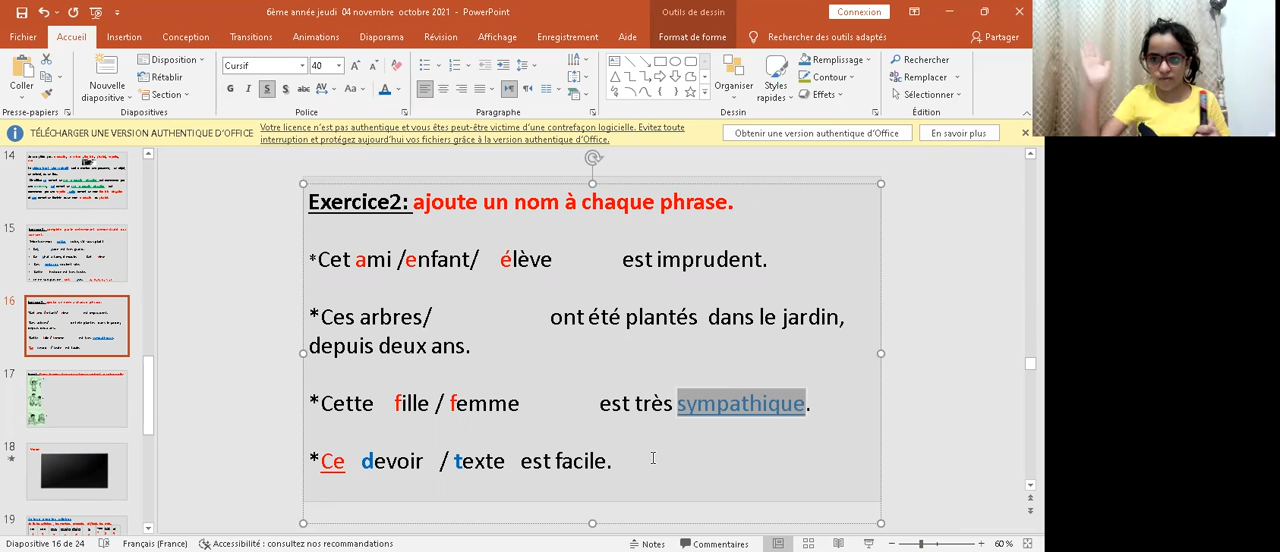 6ème année jeudi 04 novembre octobre 2021 - PowerPoint
Outils de dessin
Connexion
Fichier Accueil Insertion Conception Transitions Animations Diaporama Révision Affichage Enregistrement Aide Format de forme Rechercher des outils adaptés Partager
Coller
Presse-papiers
Nouvelle diapositive
Disposition
Rétablir
Section
Diapositives
Cursif 40
G I S S ab AV Aa A
Police
Paragraphe
Organiser
Styles rapides
Remplissage
Contour
Effets
Dessin
Rechercher
Remplacer
Sélectionner
Édition
TÉLÉCHARGER UNE VERSION AUTHENTIQUE D'OFFICE
Votre licence n'est pas authentique et vous êtes peut-être victime d'une contrefaçon logicielle. Evitez toute
interruption et protégez aujourd'hui vos fichiers grâce à la version authentique d'Office.
Obtenir une version authentique d'Office
En savoir plus
14
15
16
17
18
19
Exercice2: ajoute un nom à chaque phrase.
*Cet ami /enfant/ élève est imprudent.
*Ces arbres/ ont été plantés dans le jardin,
depuis deux ans.
*Cette fille / femme est très sympathique.
*Ce devoir / texte est facile.
Diapositive 16 de 24 Français (France) Accessibilité : consultez nos recommandations Notes Commentaires 60 %